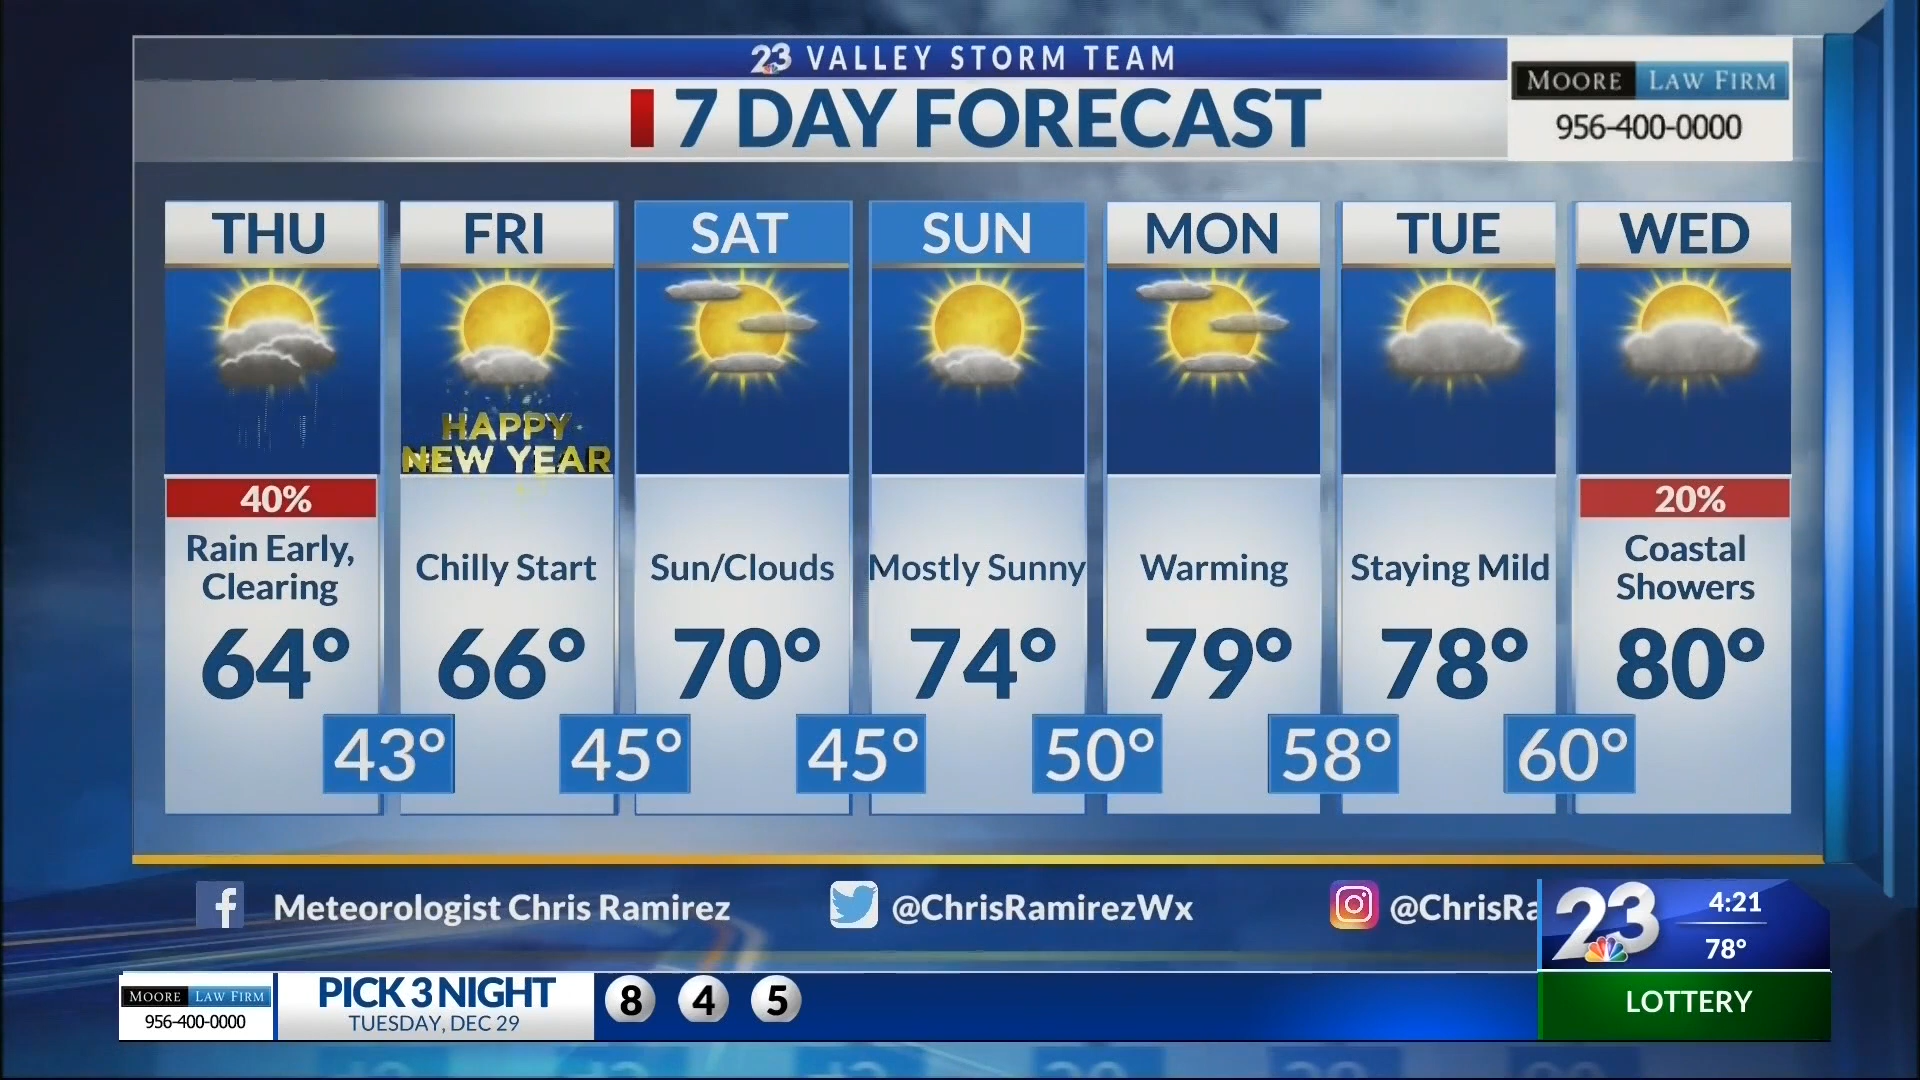 23 VALLEY STORM TEAM
7 DAY FORECAST
MOORE LAW FIRM
956-400-0000
THU
FRI
SAT
SUN
MON
TUE
WED
HAPPY
NEW YEAR
40%
20%
Rain Early,
Clearing
Chilly Start
Sun/Clouds
Mostly Sunny
Warming
Staying Mild
Coastal
Showers
64°
66°
70°
74°
79°
78°
80°
43°
45°
45°
50°
58°
60°
Meteorologist Chris Ramirez
@ChrisRamirezWx
@ChrisRa
23
4:21
78°
MOORE LAW FIRM
956-400-0000
PICK 3 NIGHT
TUESDAY, DEC 29
8 4 5
LOTTERY